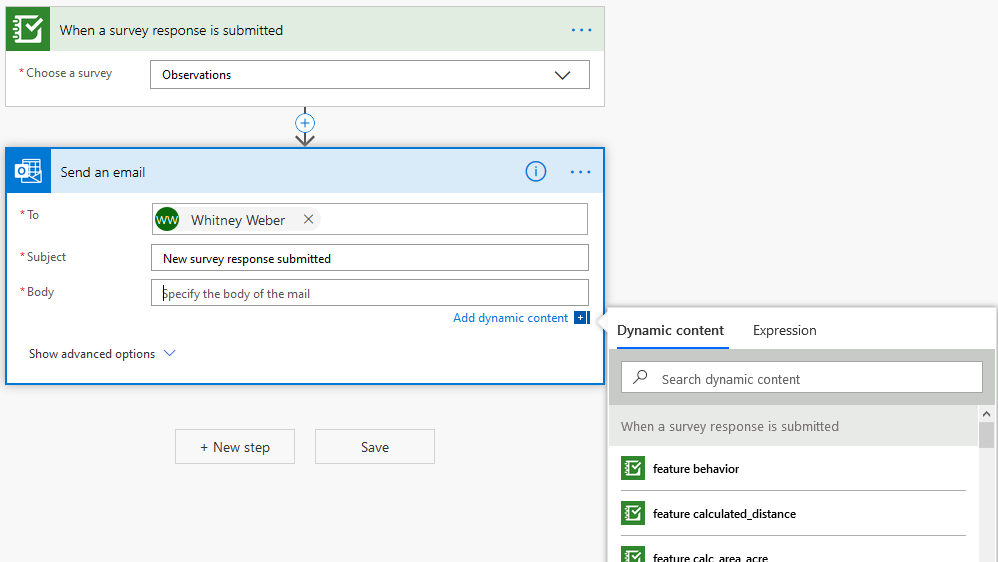 When a survey response is submitted
...
* Choose a survey
Observations
Send an email
...
* To
WW Whitney Weber
* Subject
New survey response submitted
* Body
Specify the body of the mail
Add dynamic content
Show advanced options
+ New step
Save
Dynamic content
Expression
Search dynamic content
When a survey response is submitted
feature behavior
feature calculated_distance
feature calc_area_acre